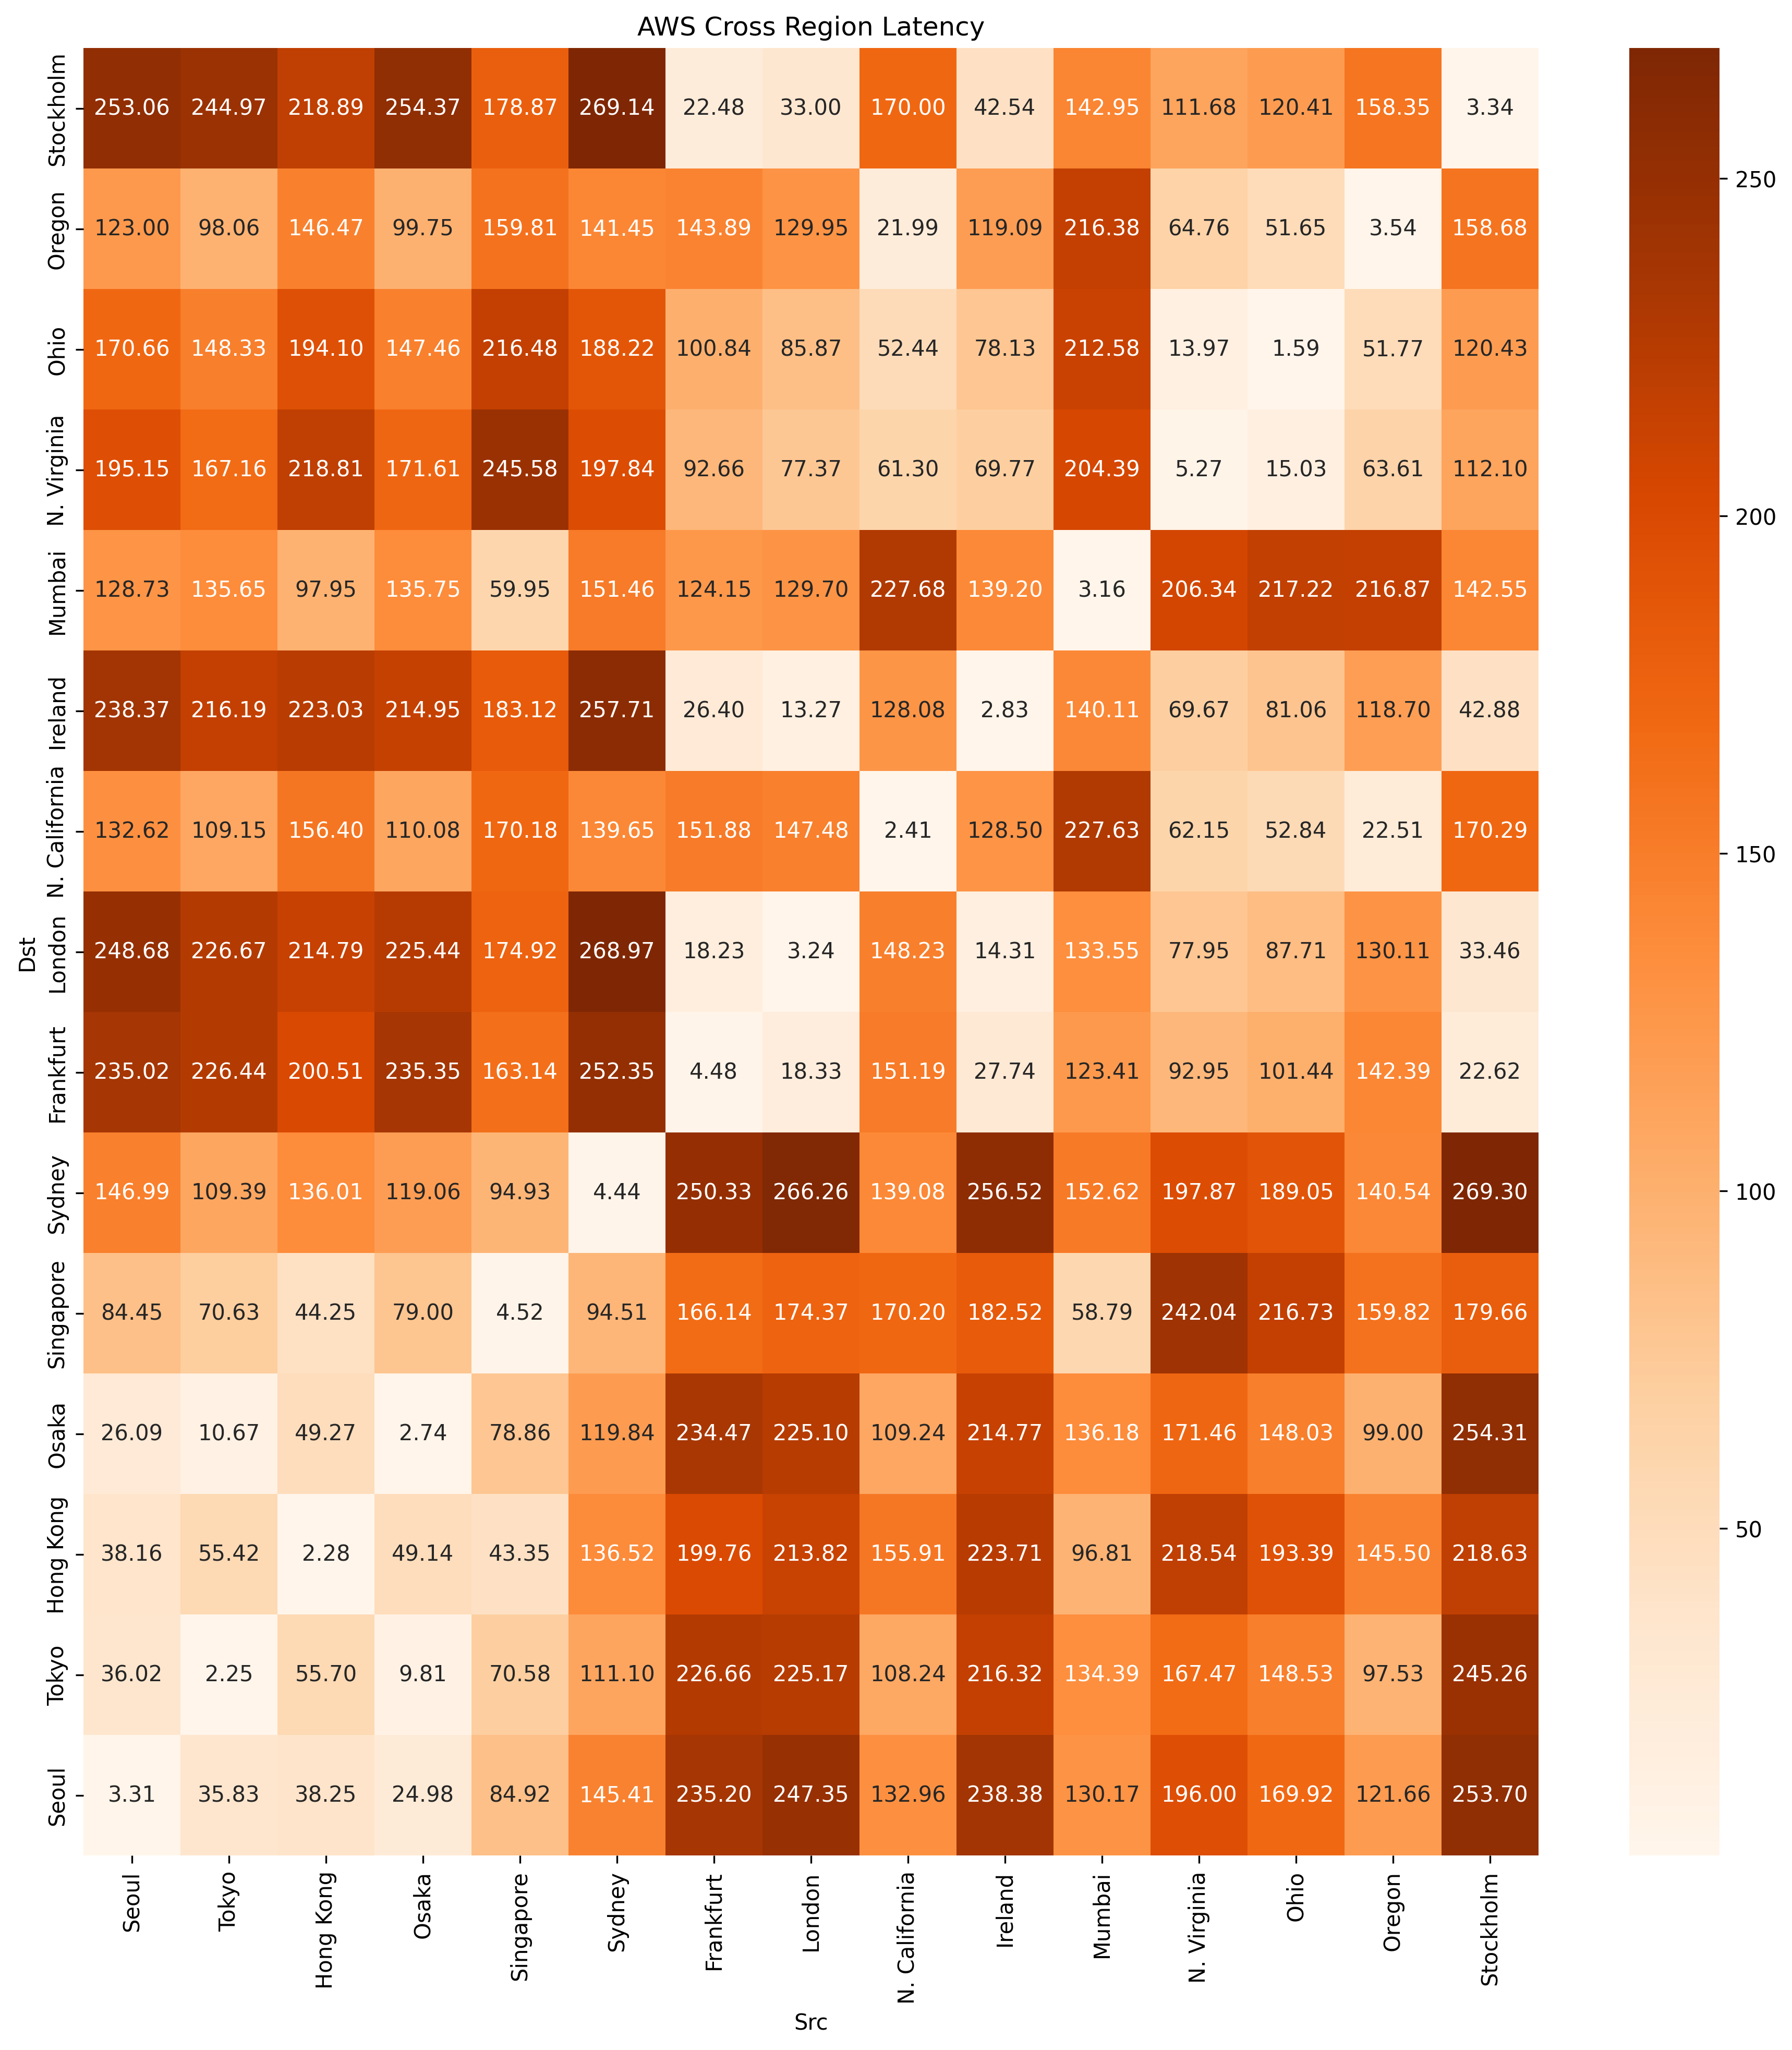 AWS Cross Region Latency
Stockholm 253.06 244.97 218.89 254.37 178.87 269.14 22.48 33.00 170.00 42.54 142.95 111.68 120.41 158.35 3.34
250
Oregon 123.00 98.06 146.47 99.75 159.81 141.45 143.89 129.95 21.99 119.09 216.38 64.76 51.65 3.54 158.68
Ohio 170.66 148.33 194.10 147.46 216.48 188.22 100.84 85.87 52.44 78.13 212.58 13.97 1.59 51.77 120.43
N. Virginia 195.15 167.16 218.81 171.61 245.58 197.84 92.66 77.37 61.30 69.77 204.39 5.27 15.03 63.61 112.10
200
Mumbai 128.73 135.65 97.95 135.75 59.95 151.46 124.15 129.70 227.68 139.20 3.16 206.34 217.22 216.87 142.55
Ireland 238.37 216.19 223.03 214.95 183.12 257.71 26.40 13.27 128.08 2.83 140.11 69.67 81.06 118.70 42.88
N. California 132.62 109.15 156.40 110.08 170.18 139.65 151.88 147.48 2.41 128.50 227.63 62.15 52.84 22.51 170.29
150
Dst
London 248.68 226.67 214.79 225.44 174.92 268.97 18.23 3.24 148.23 14.31 133.55 77.95 87.71 130.11 33.46
Frankfurt 235.02 226.44 200.51 235.35 163.14 252.35 4.48 18.33 151.19 27.74 123.41 92.95 101.44 142.39 22.62
Sydney 146.99 109.39 136.01 119.06 94.93 4.44 250.33 266.26 139.08 256.52 152.62 197.87 189.05 140.54 269.30
100
Singapore 84.45 70.63 44.25 79.00 4.52 94.51 166.14 174.37 170.20 182.52 58.79 242.04 216.73 159.82 179.66
Osaka 26.09 10.67 49.27 2.74 78.86 119.84 234.47 225.10 109.24 214.77 136.18 171.46 148.03 99.00 254.31
50
Hong Kong 38.16 55.42 2.28 49.14 43.35 136.52 199.76 213.82 155.91 223.71 96.81 218.54 193.39 145.50 218.63
Tokyo 36.02 2.25 55.70 9.81 70.58 111.10 226.66 225.17 108.24 216.32 134.39 167.47 148.53 97.53 245.26
Seoul 3.31 35.83 38.25 24.98 84.92 145.41 235.20 247.35 132.96 238.38 130.17 196.00 169.92 121.66 253.70
Seoul Tokyo Hong Kong Osaka Singapore Sydney Frankfurt London N. California Ireland Mumbai N. Virginia Ohio Oregon Stockholm
Src